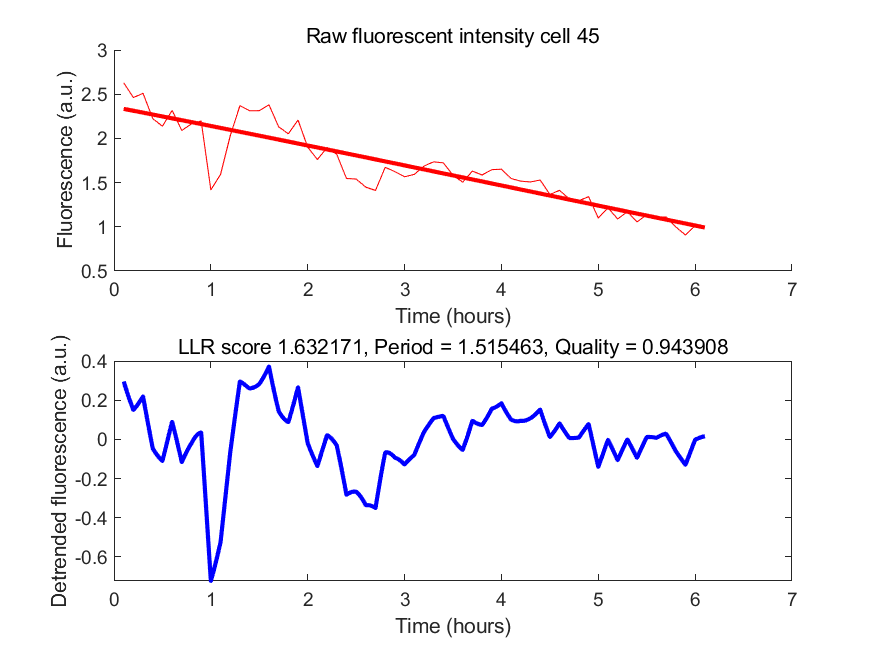 Raw fluorescent intensity cell 45
3
2.5
2
1.5
1
0.5
Fluorescence (a.u.)
0 1 2 3 4 5 6 7
Time (hours)
LLR score 1.632171, Period = 1.515463, Quality = 0.943908
0.4
0.2
0
-0.2
-0.4
-0.6
Detrended fluorescence (a.u.)
0 1 2 3 4 5 6 7
Time (hours)